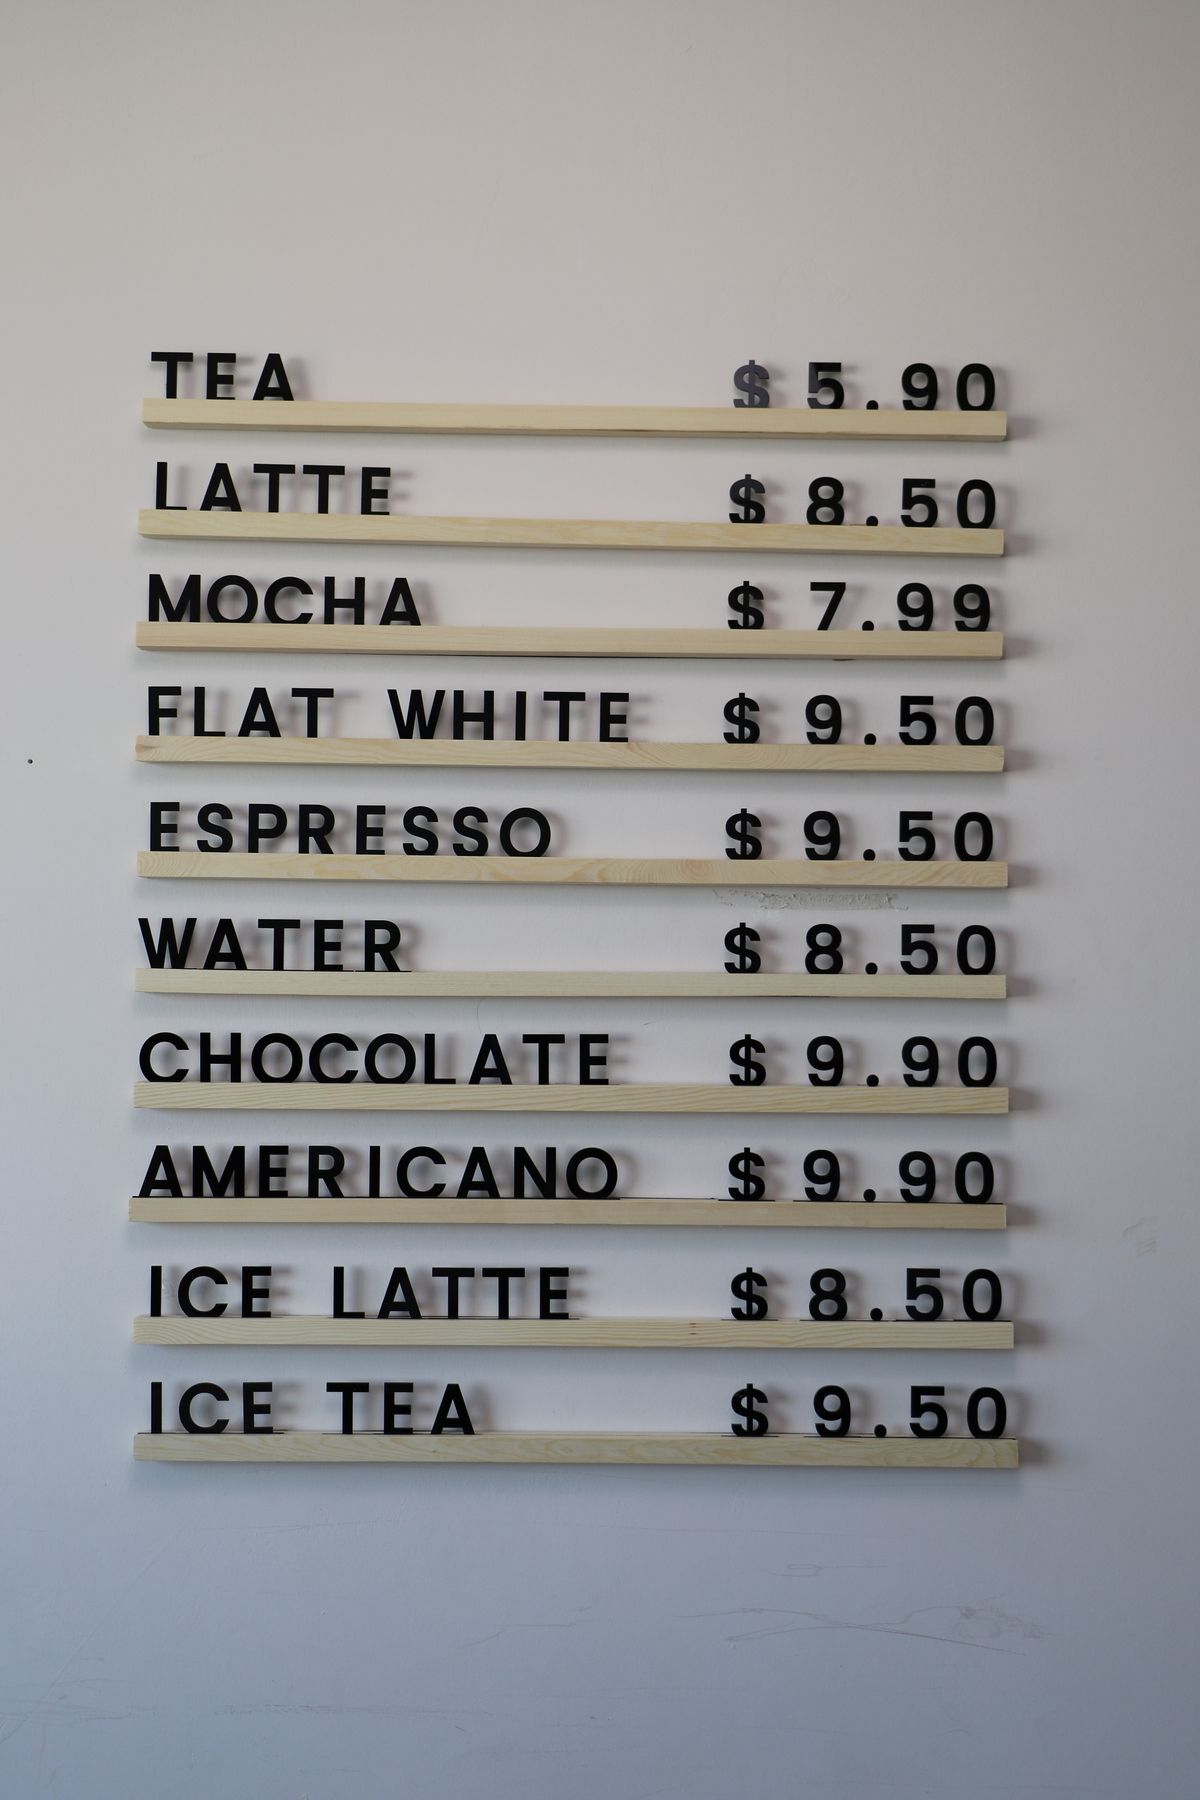 TEA $ 5.90
LATTE $ 8.50
MOCHA $ 7.99
FLAT WHITE $ 9.50
ESPRESSO $ 9.50
WATER $ 8.50
CHOCOLATE $ 9.90
AMERICANO $ 9.90
ICE LATTE $ 8.50
ICE TEA $ 9.50